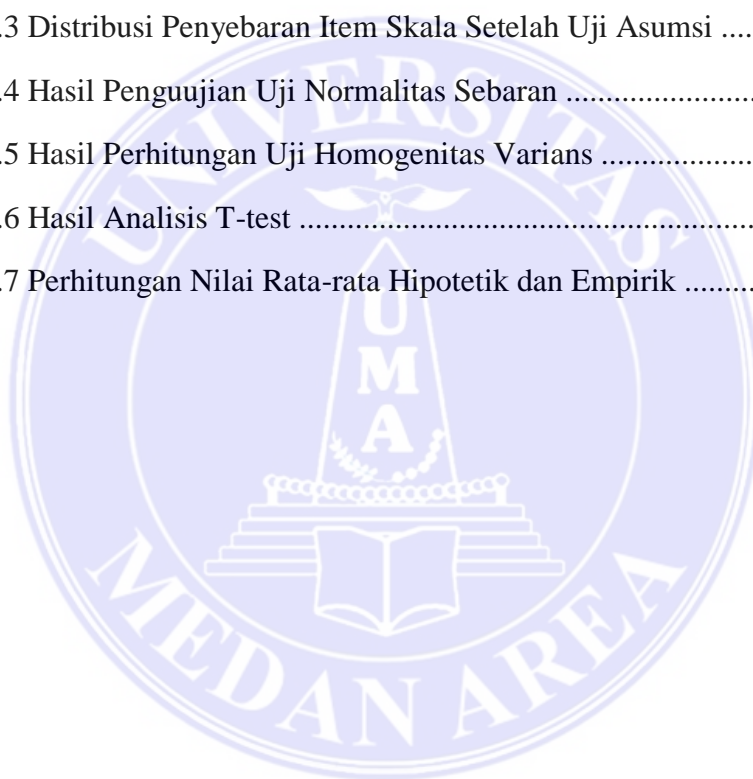 .3 Distribusi Penyebaran Item Skala Setelah Uji Asumsi ....
.4 Hasil Penguujian Uji Normalitas Sebaran .......................
.5 Hasil Perhitungan Uji Homogenitas Varians ...................
.6 Hasil Analisis T-test .........................................................
.7 Perhitungan Nilai Rata-rata Hipotetik dan Empirik .........
UNIVERSITAS
UMA
MEDAN AREA